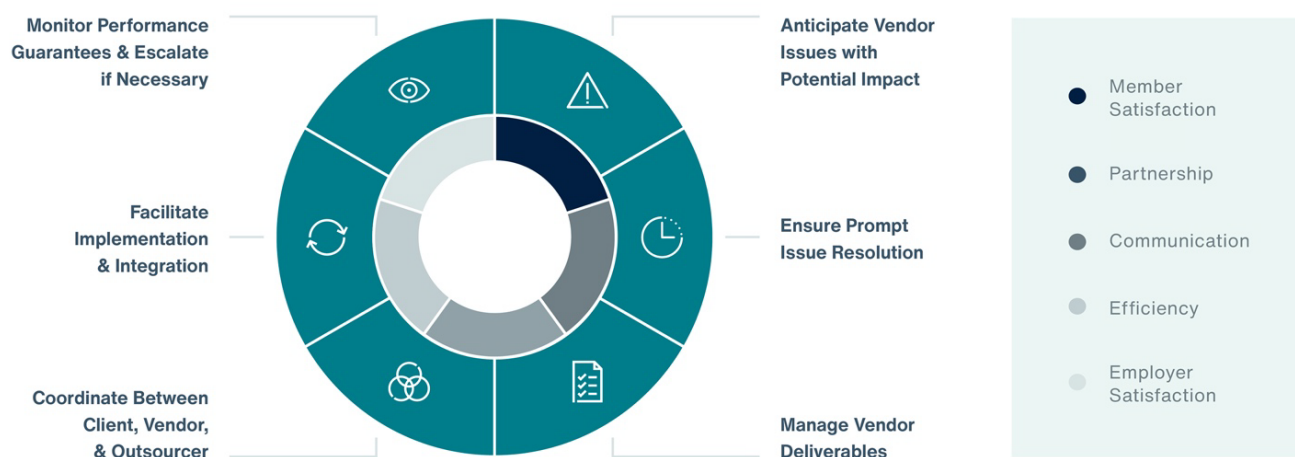 Monitor Performance
Guarantees & Escalate
if Necessary
Anticipate Vendor
Issues with
Potential Impact
Facilitate
Implementation
& Integration
Ensure Prompt
Issue Resolution
Coordinate Between
Client, Vendor,
& Outsourcer
Manage Vendor
Deliverables
Member
Satisfaction
Partnership
Communication
Efficiency
Employer
Satisfaction